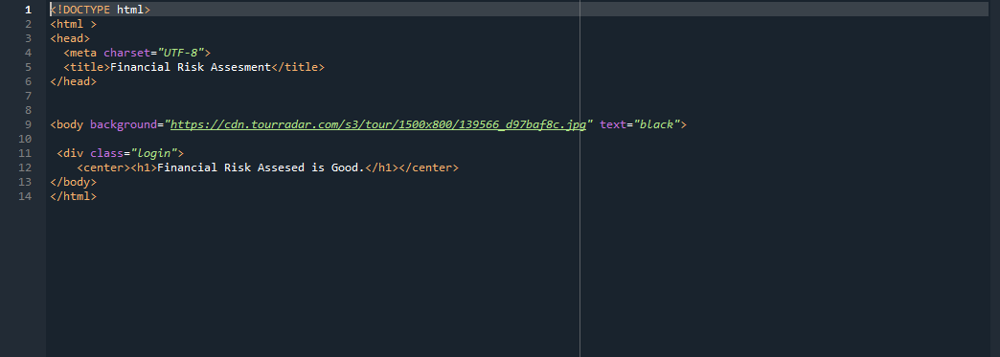 1 <!DOCTYPE html>
2 <html >
3 <head>
4   <meta charset="UTF-8">
5   <title>Financial Risk Assesment</title>
6 </head>
7
8
9 <body background="https://cdn.tourradar.com/s3/tour/1500x800/139566_d97baf8c.jpg" text="black">
10
11  <div class="login">
12     <center><h1>Financial Risk Assesed is Good.</h1></center>
13 </body>
14 </html>